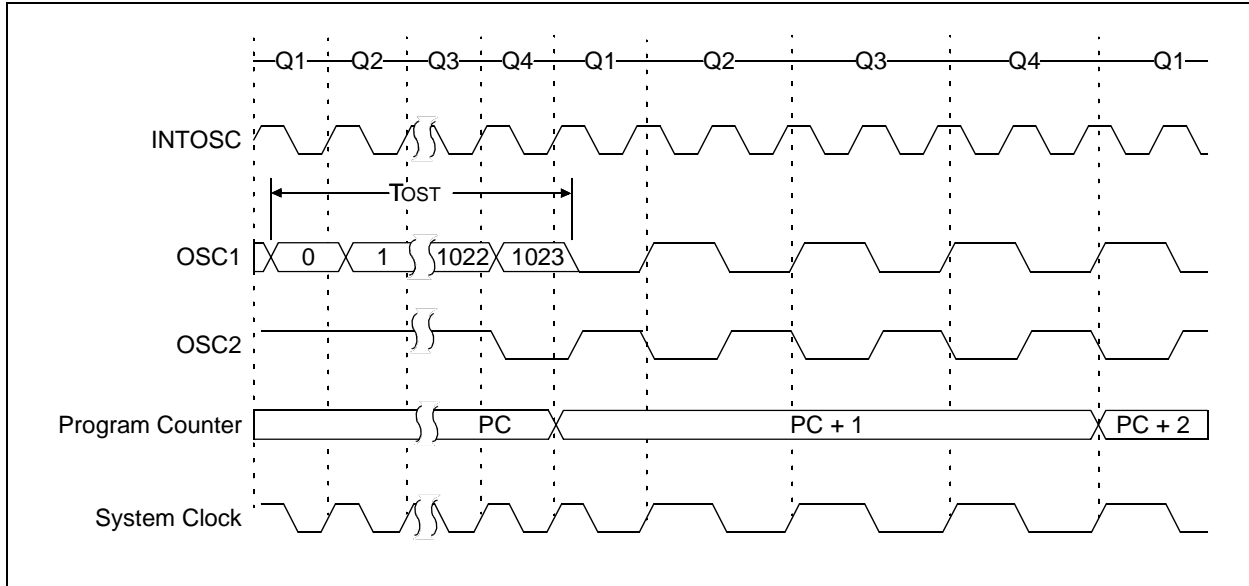 Q1 Q2 Q3 Q4 Q1 Q2 Q3 Q4 Q1
INTOSC
TOST
OSC1 0 1 1022 1023
OSC2
Program Counter PC PC + 1 PC + 2
System Clock